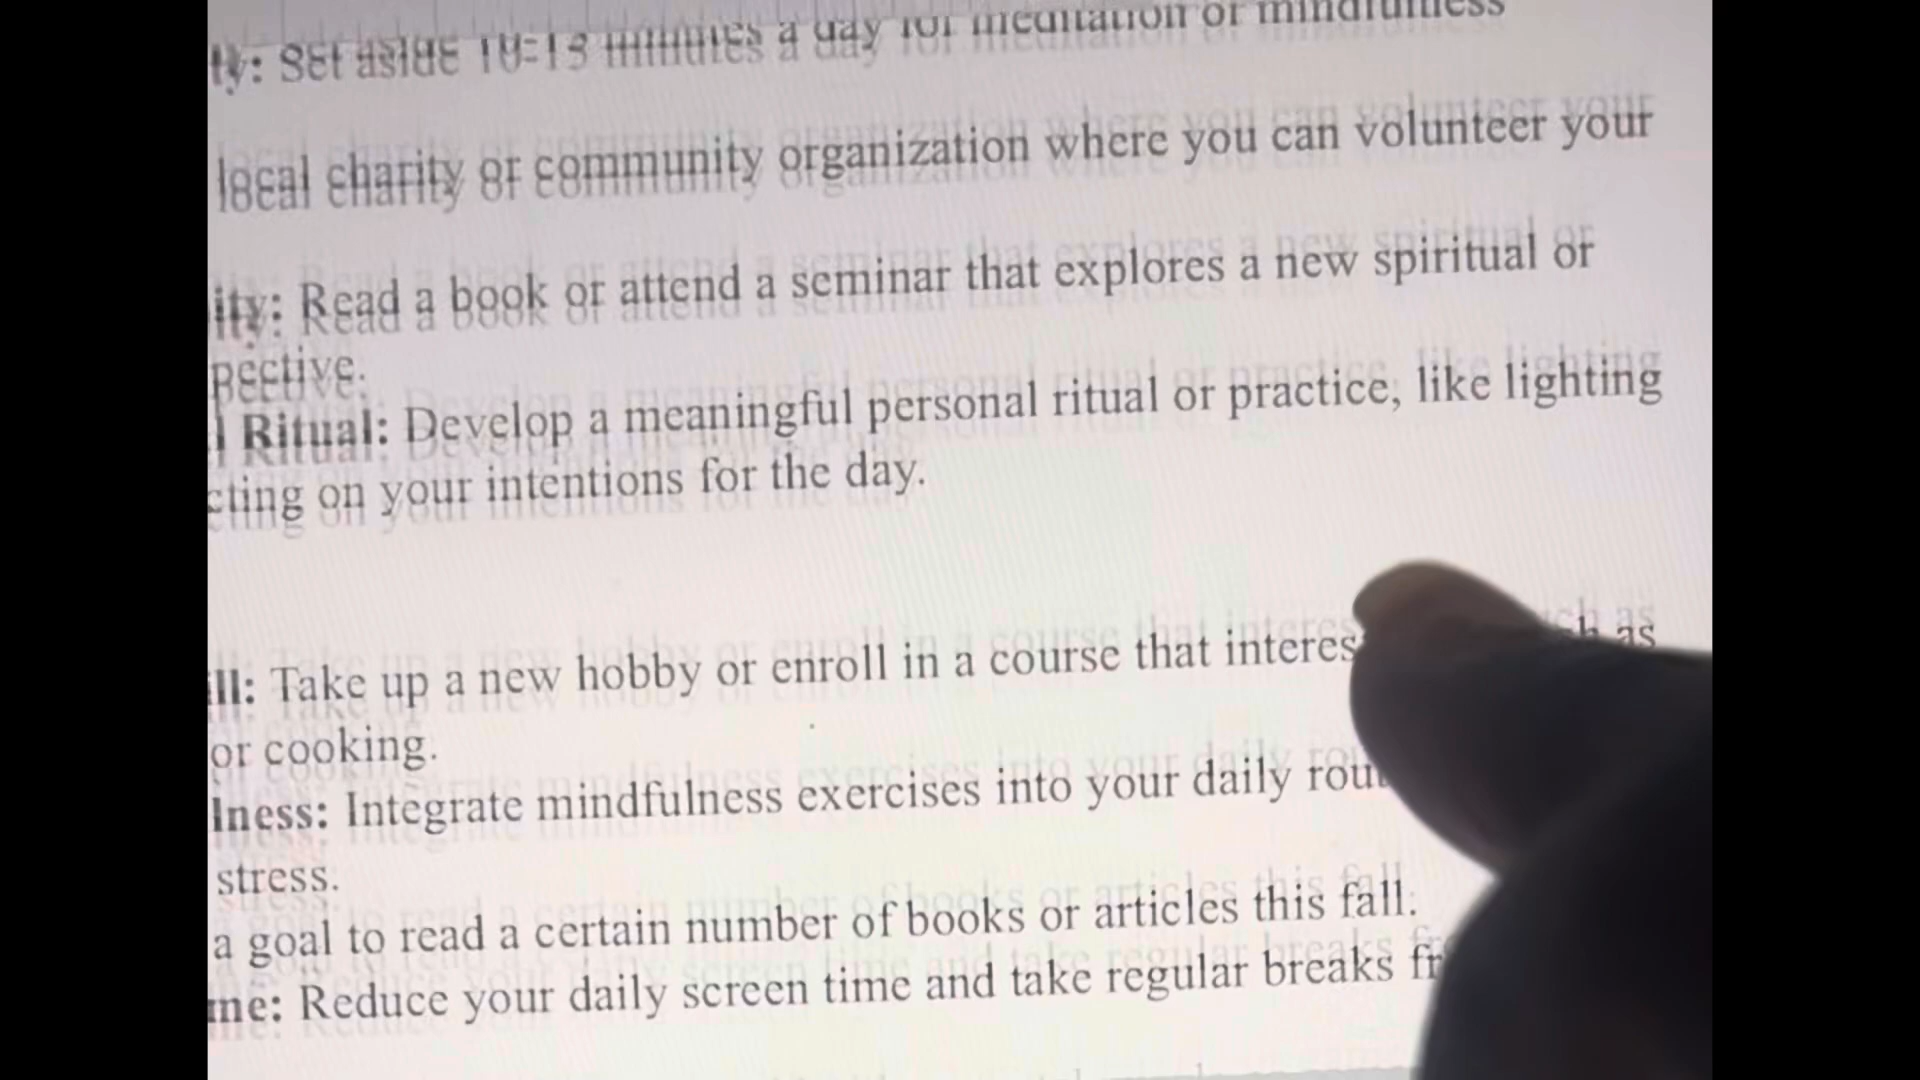 ty: Set aside 10-15 minutes a day for meditation or mindfulness
local charity or community organization where you can volunteer your
ity: Read a book or attend a seminar that explores a new spiritual or
pective.
l Ritual: Develop a meaningful personal ritual or practice, like lighting
cting on your intentions for the day.
ill: Take up a new hobby or enroll in a course that interes as
or cooking.
lness: Integrate mindfulness exercises into your daily rou
stress.
a goal to read a certain number of books or articles this fall.
me: Reduce your daily screen time and take regular breaks fr